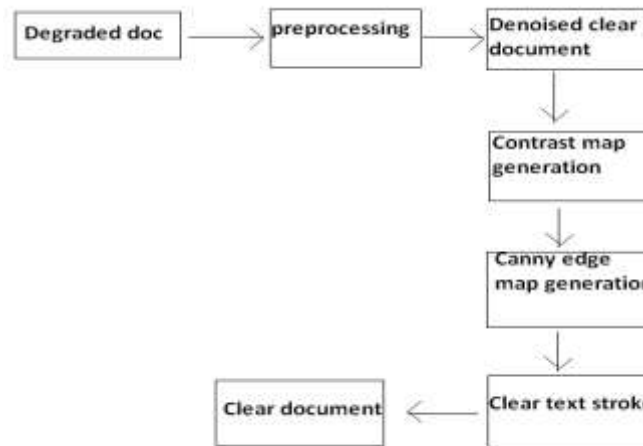 Degraded doc
preprocessing
Denoised clear
document
Contrast map
generation
Canny edge
map generation
Clear text stroke
Clear document